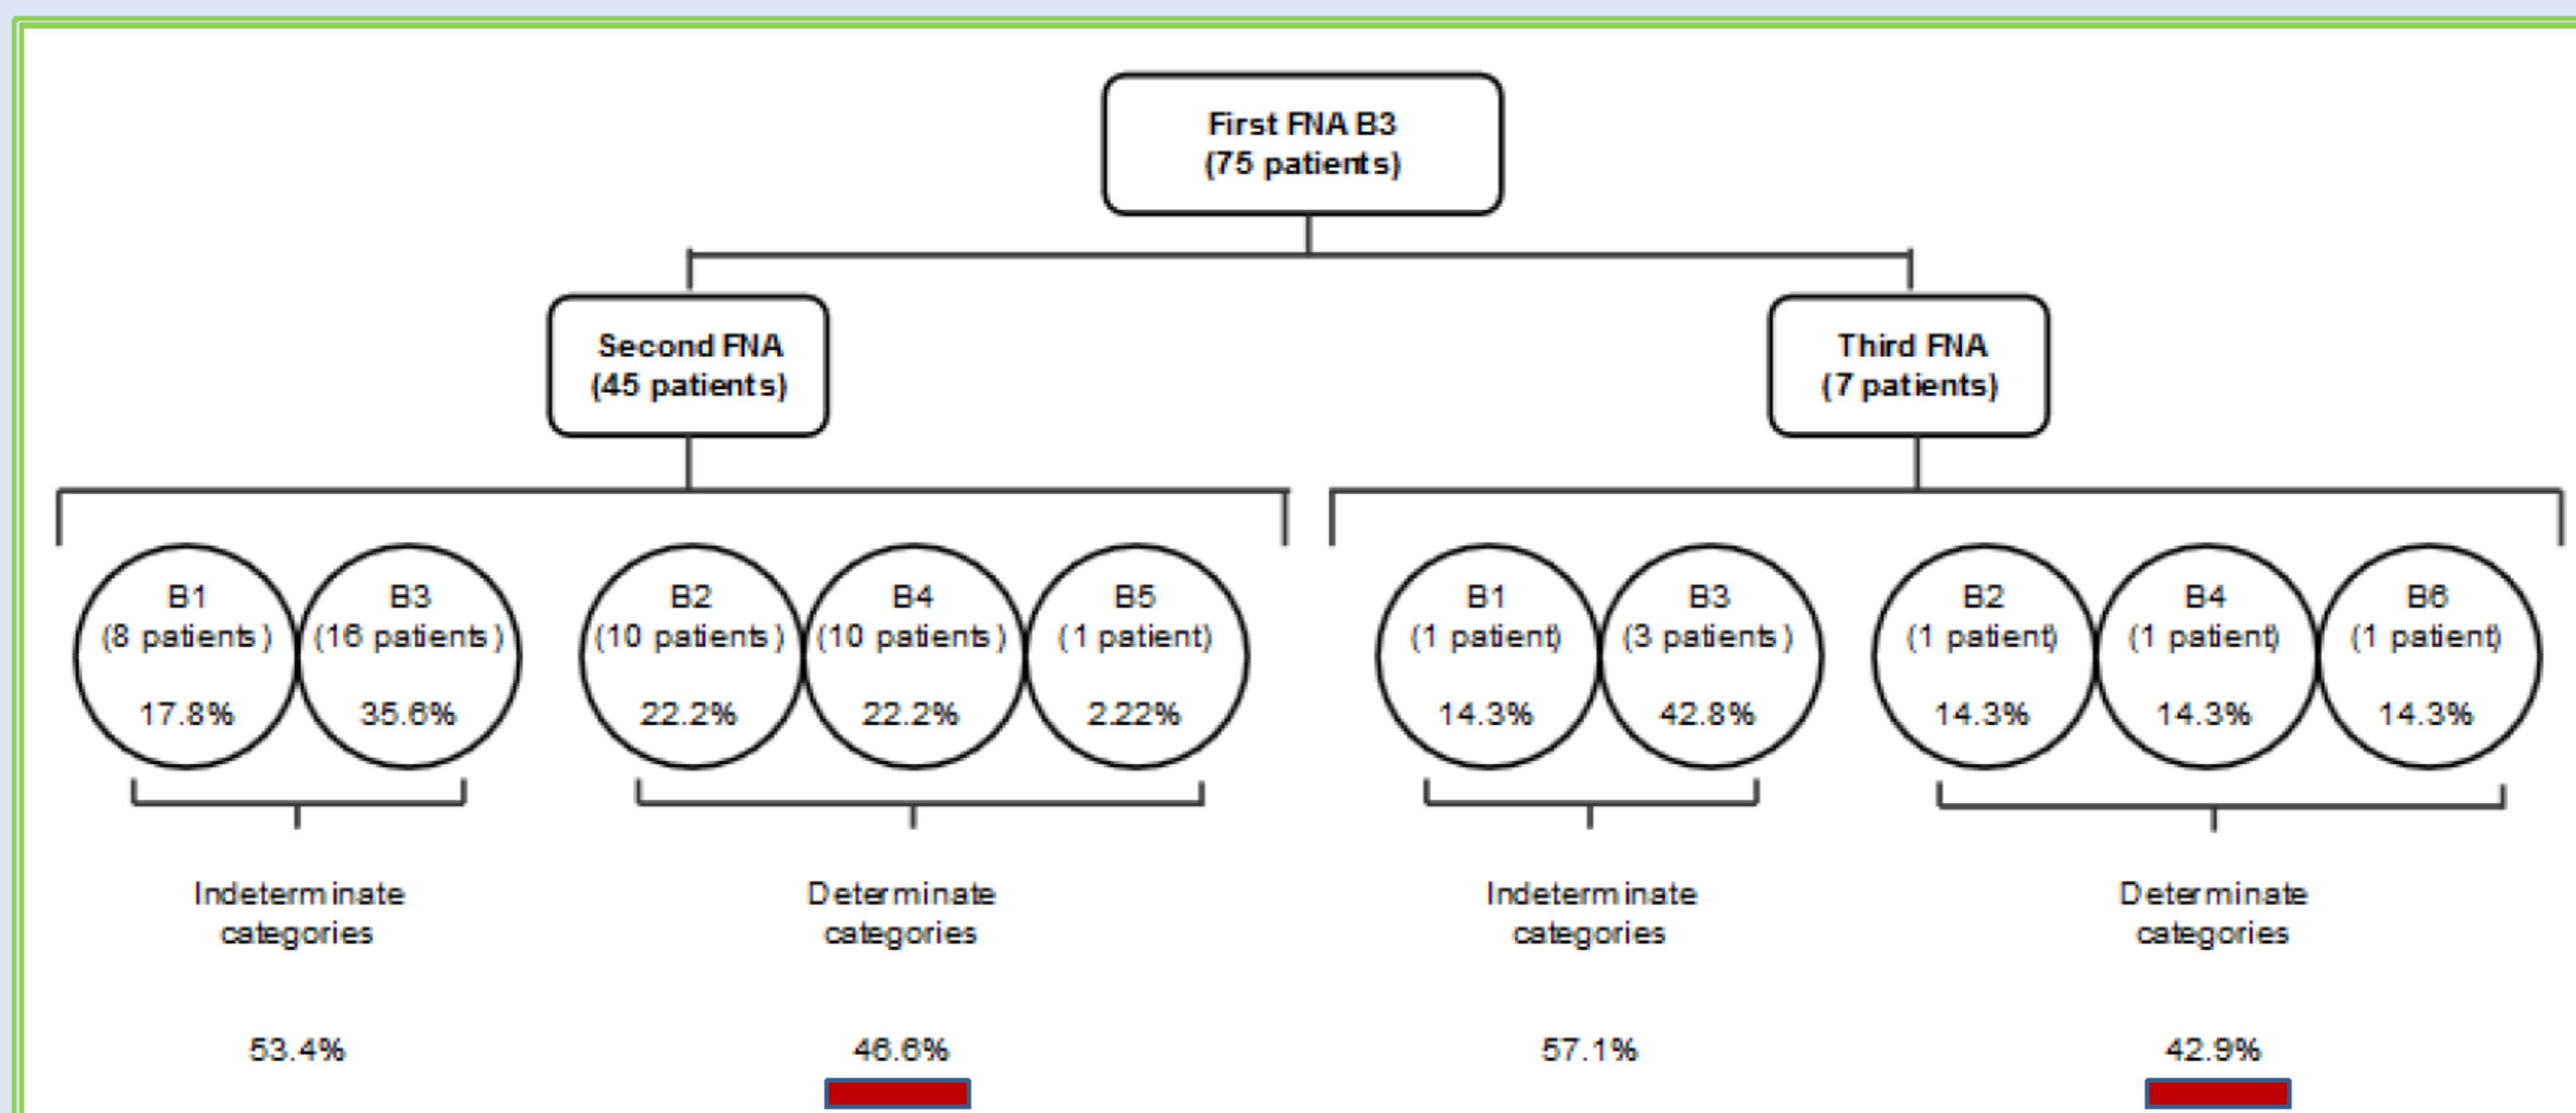 First FNA B3
(75 patients)
Second FNA
(45 patients)
Third FNA
(7 patients)
B1
(8 patients)
17.8%
B3
(16 patients)
35.6%
B2
(10 patients)
22.2%
B4
(10 patients)
22.2%
B5
(1 patient)
2.22%
B1
(1 patient)
14.3%
B3
(3 patients)
42.8%
B2
(1 patient)
14.3%
B4
(1 patient)
14.3%
B6
(1 patient)
14.3%
Indeterminate
categories
53.4%
Determinate
categories
46.6%
Indeterminate
categories
57.1%
Determinate
categories
42.9%